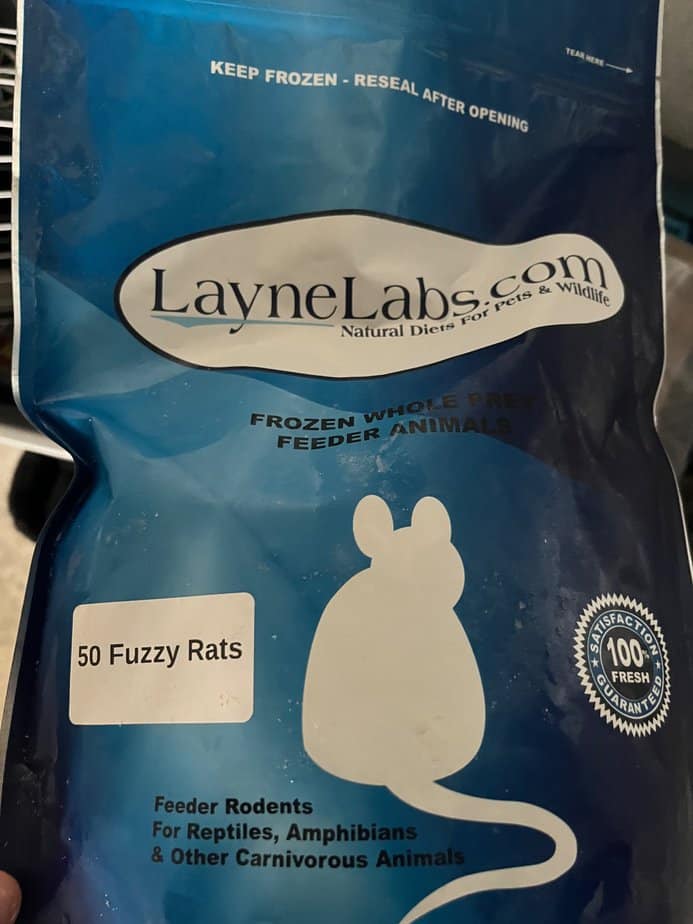 TEAR HERE
KEEP FROZEN - RESEAL AFTER OPENING
LayneLabs.com
Natural Diets For Pets & Wildlife
FROZEN WHOLE PREY
FEEDER ANIMALS
50 Fuzzy Rats
SATISFACTION
100%
FRESH
GUARANTEED
Feeder Rodents
For Reptiles, Amphibians
& Other Carnivorous Animals